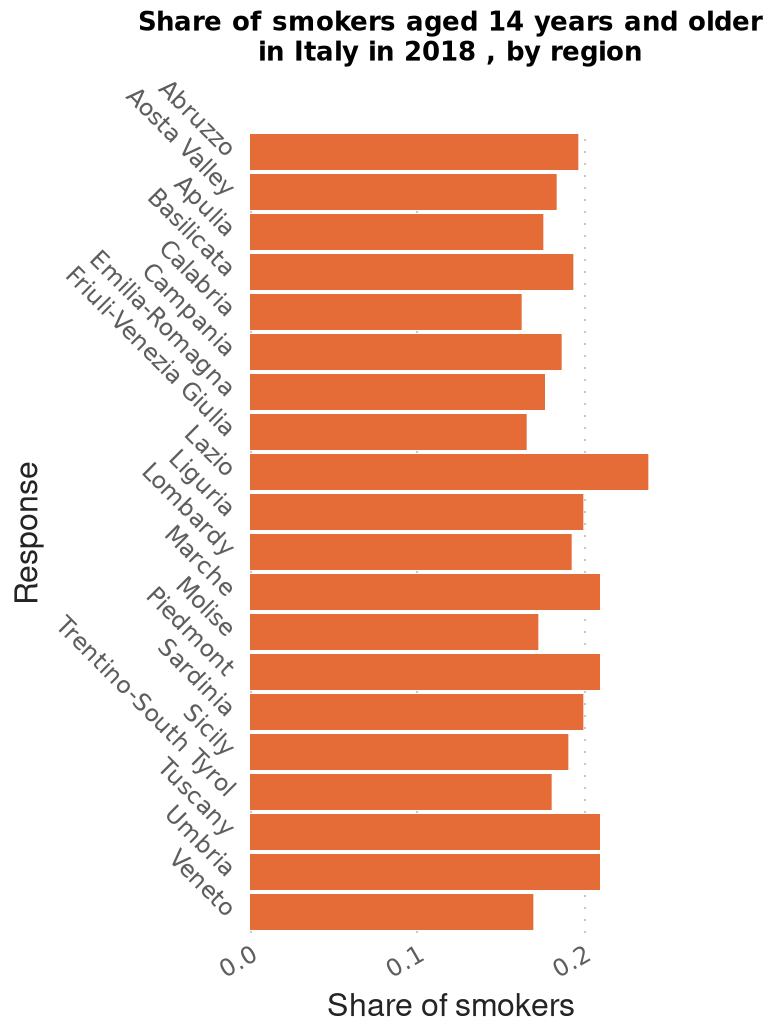 Share of smokers aged 14 years and older
in Italy in 2018 , by region
Response
Abruzzo
Aosta Valley
Apulia
Basilicata
Calabria
Campania
Emilia-Romagna
Friuli-Venezia Giulia
Lazio
Liguria
Lombardy
Marche
Molise
Piedmont
Sardinia
Sicily
Trentino-South Tyrol
Tuscany
Umbria
Veneto
0.0
0.1
0.2
Share of smokers